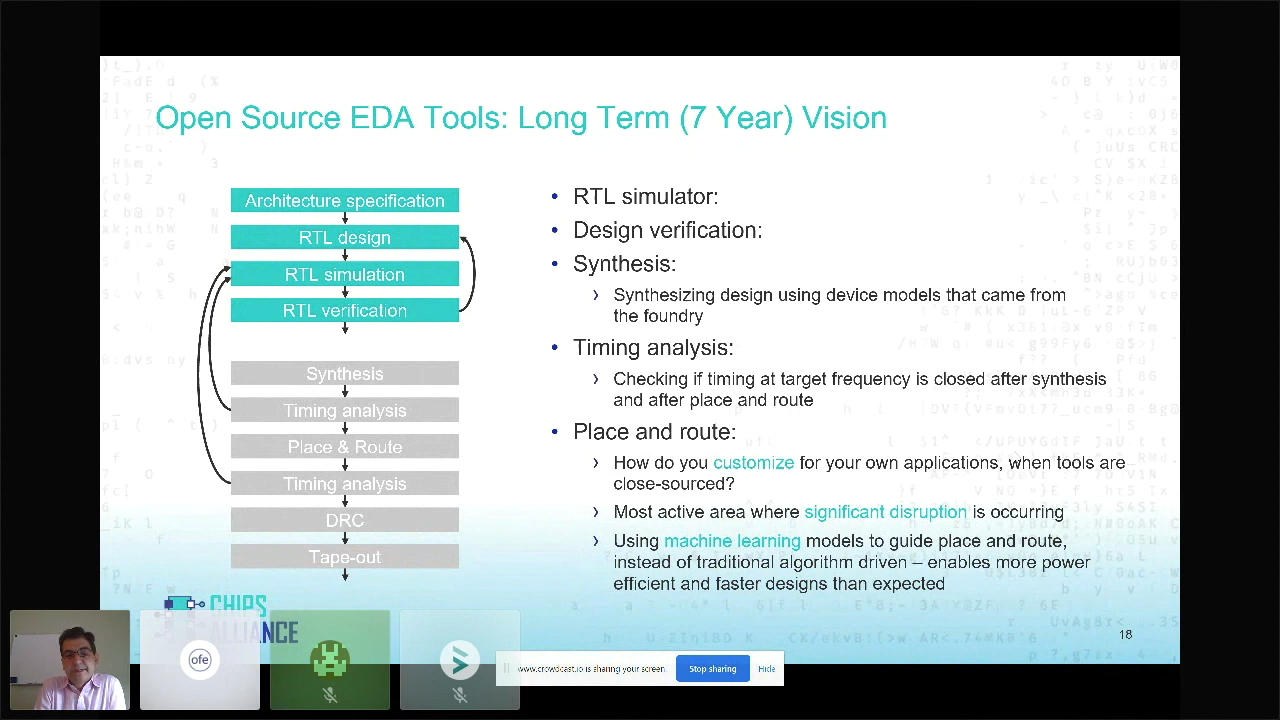 Open Source EDA Tools: Long Term (7 Year) Vision
Architecture specification
RTL design
RTL simulation
RTL verification
Synthesis
Timing analysis
Place & Route
Timing analysis
DRC
Tape-out
• RTL simulator:
• Design verification:
• Synthesis:
› Synthesizing design using device models that came from
the foundry
• Timing analysis:
› Checking if timing at target frequency is closed after synthesis
and after place and route
• Place and route:
› How do you customize for your own applications, when tools are
close-sourced?
› Most active area where significant disruption is occurring
› Using machine learning models to guide place and route,
instead of traditional algorithm driven – enables more power
efficient and faster designs than expected
CHIPS
ALLIANCE
18
ofe
www.crowdcast.io is sharing your screen.
Stop sharing
Hide